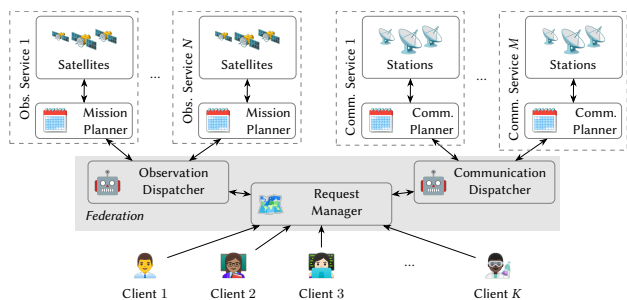 Obs. Service 1
Satellites
Mission
Planner
...
Obs. Service N
Satellites
Mission
Planner
Comm. Service 1
Stations
Comm.
Planner
...
Comm. Service M
Stations
Comm.
Planner
Observation
Dispatcher
Communication
Dispatcher
Request
Manager
Federation
...
Client 1
Client 2
Client 3
Client K